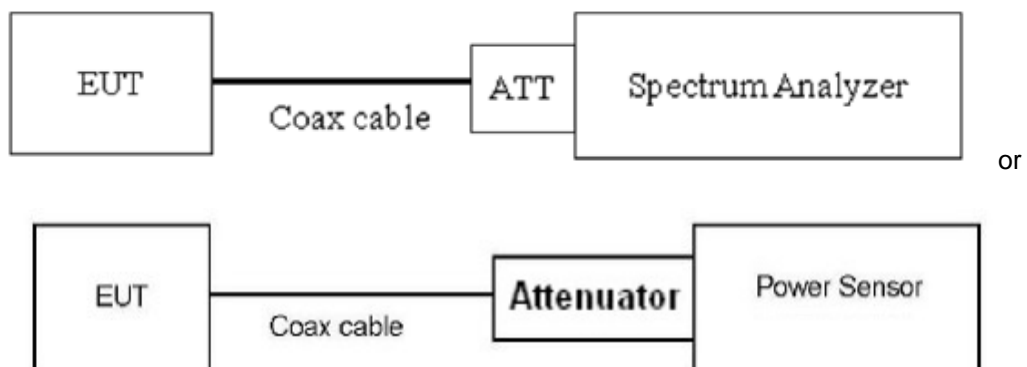 EUT
Coax cable
ATT
Spectrum Analyzer
or
EUT
Coax cable
Attenuator
Power Sensor